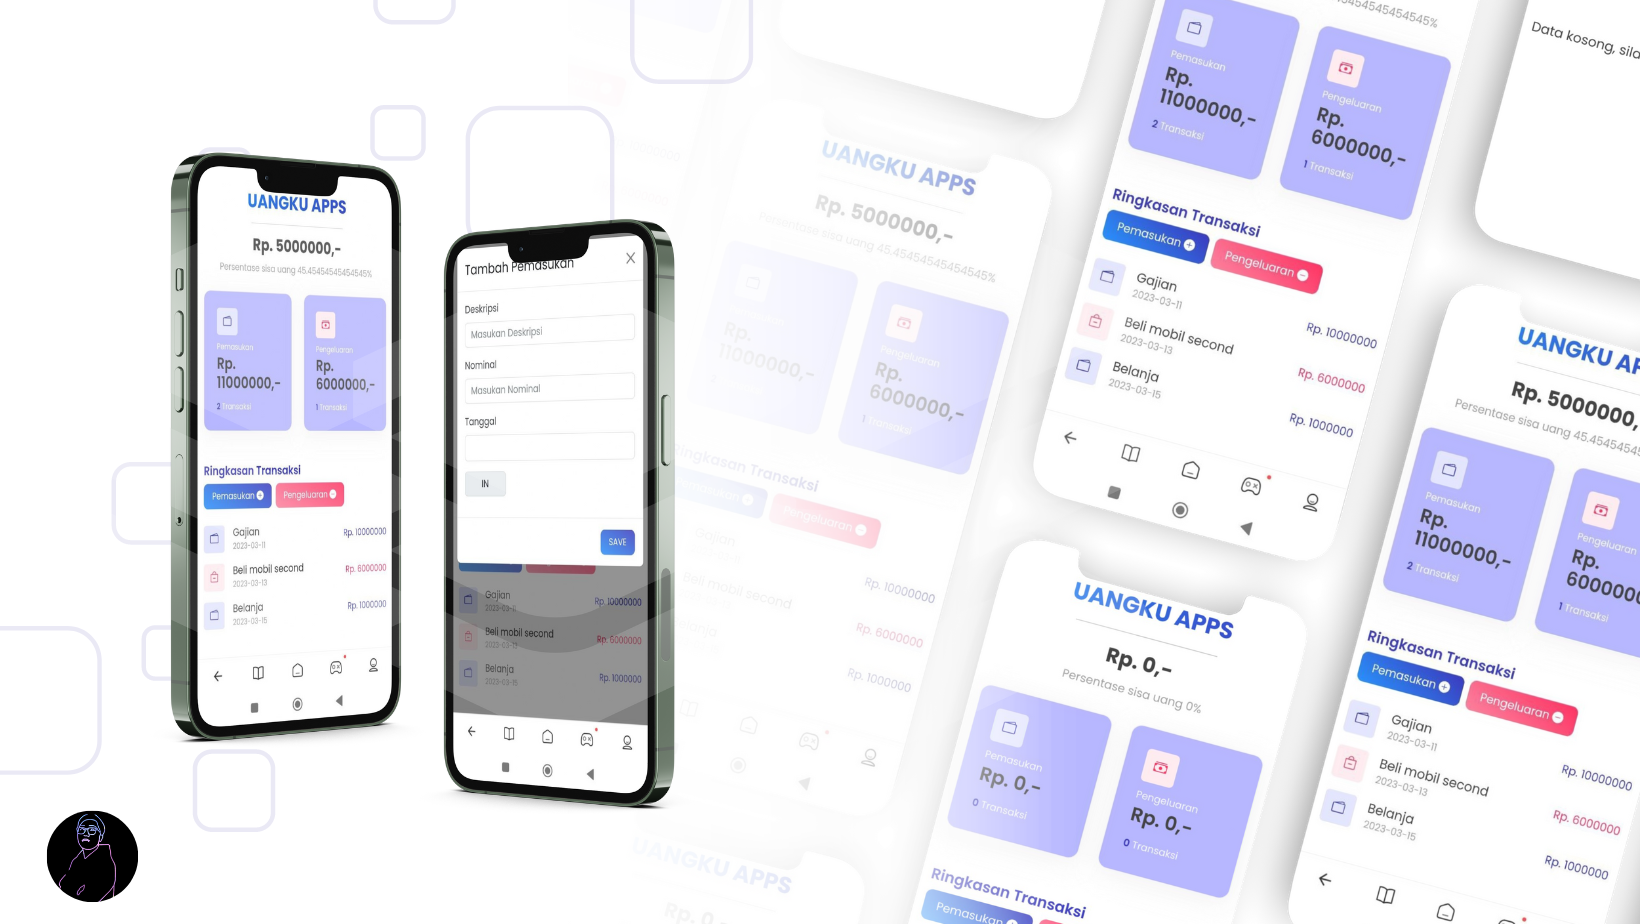 UANGKU APPS
Rp. 5000000,-
Persentase sisa uang 45.45454545454545%
Pemasukan
Rp.
11000000,-
2 Transaksi
Pengeluaran
Rp.
6000000,-
1 Transaksi
Ringkasan Transaksi
Pemasukan
Pengeluaran
Gajian
2023-03-11
Rp. 10000000
Beli mobil second
2023-03-13
Rp. 6000000
Belanja
2023-03-15
Rp. 1000000
Tambah Pemasukan
X
Deskripsi
Masukan Deskripsi
Nominal
Masukan Nominal
Tanggal
IN
SAVE
Gajian
2023-03-11
Rp. 10000000
Beli mobil second
2023-03-13
Rp. 6000000
Belanja
2023-03-15
Rp. 1000000
UANGKU APPS
Rp. 5000000,-
Persentase sisa uang 45.45454545454545%
Rp.
11000000,-
Pengeluaran
Rp.
6000000,-
1 Transaksi
Ringkasan Transaksi
Pemasukan
Pengeluaran
Gajian
Rp. 10000000
Beli mobil second
Rp. 6000000
Belanja
Rp. 1000000
UANGKU APPS
Rp. 0
Pemasukan
Rp.
11000000,-
2 Transaksi
Pengeluaran
Rp.
6000000,-
1 Transaksi
Ringkasan Transaksi
Pemasukan
Pengeluaran
Gajian
2023-03-11
Rp. 10000000
Beli mobil second
2023-03-13
Rp. 6000000
Belanja
2023-03-15
Rp. 1000000
UANGKU APPS
Rp. 0,-
Persentase sisa uang 0%
Pemasukan
Rp. 0,-
0 Transaksi
Pengeluaran
Rp. 0,-
0 Transaksi
Ringkasan Transaksi
Pemasukan
Data kosong, sila
UANGKU AP
Rp. 5000000,
Persentase sisa uang 45.454545
Pemasukan
Rp.
11000000,-
2 Transaksi
Pengeluaran
Rp.
600000
1 Transaksi
Ringkasan Transaksi
Pemasukan
Pengeluaran
Gajian
2023-03-11
Rp. 10000000
Beli mobil second
2023-03-13
Rp. 6000000
Belanja
2023-03-15
Rp. 1000000